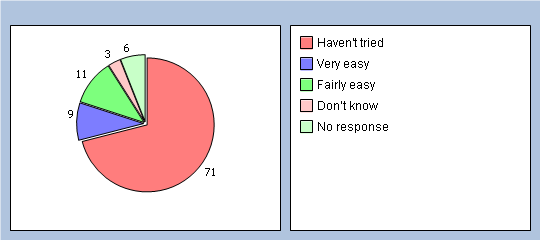 3
6
11
9
71
Haven't tried
Very easy
Fairly easy
Don't know
No response